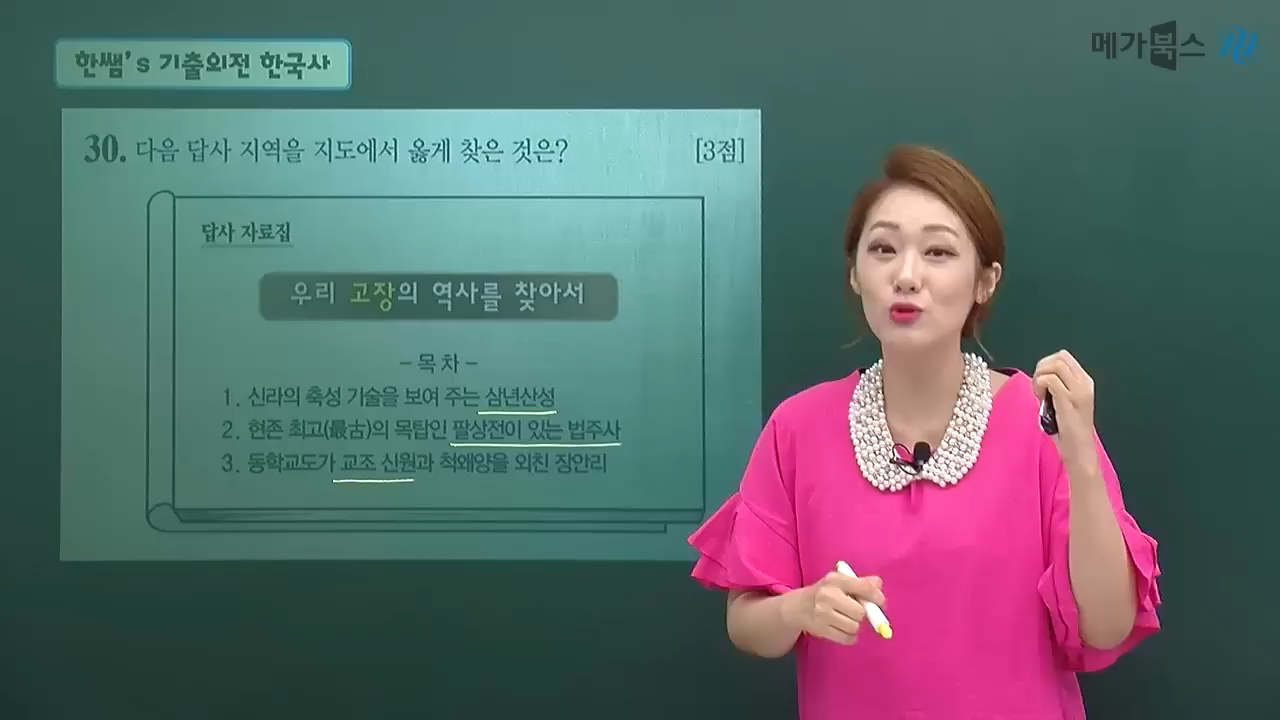 메가북스
한쌤's 기출외전 한국사
30. 다음 답사 지역을 지도에서 옳게 찾은 것은? [3점]
답사 자료집
우리 고장의 역사를 찾아서
- 목 차 -
1. 신라의 축성 기술을 보여 주는 삼년산성
2. 현존 최고(最古)의 목탑인 팔상전이 있는 법주사
3. 동학교도가 교조 신원과 척왜양을 외친 장안리